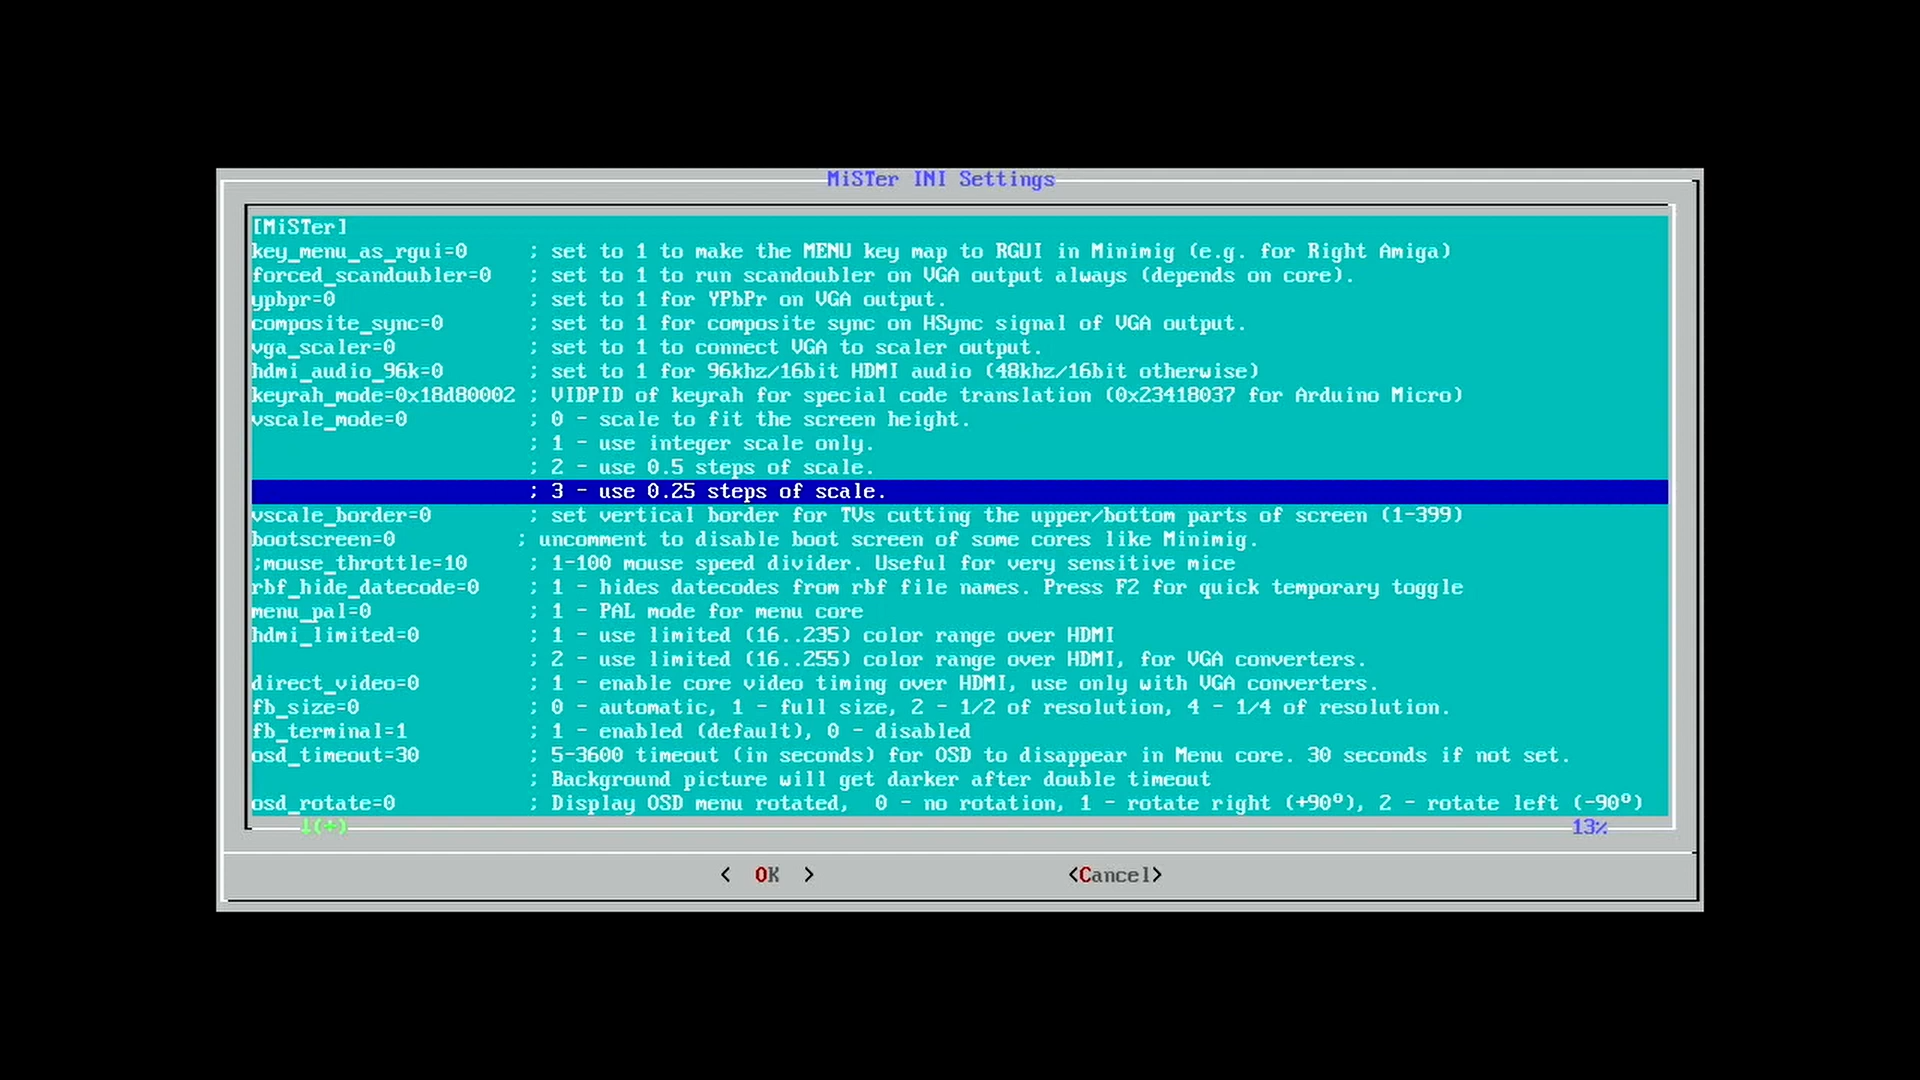 MiSTer INI Settings
[MiSTer]
key_menu_as_rgui=0     ; set to 1 to make the MENU key map to RGUI in Minimig (e.g. for Right Amiga)
forced_scandoubler=0   ; set to 1 to run scandoubler on VGA output always (depends on core).
ypbpr=0                ; set to 1 for YPbPr on VGA output.
composite_sync=0       ; set to 1 for composite sync on HSync signal of VGA output.
vga_scaler=0           ; set to 1 to connect VGA to scaler output.
hdmi_audio_96k=0       ; set to 1 for 96khz/16bit HDMI audio (48khz/16bit otherwise)
keyrah_mode=0x18d80002 ; VIDPID of keyrah for special code translation (0x23418037 for Arduino Micro)
vscale_mode=0          ; 0 - scale to fit the screen height.
                       ; 1 - use integer scale only.
                       ; 2 - use 0.5 steps of scale.
                       ; 3 - use 0.25 steps of scale.
vscale_border=0        ; set vertical border for TVs cutting the upper/bottom parts of screen (1-399)
bootscreen=0          ; uncomment to disable boot screen of some cores like Minimig.
;mouse_throttle=10     ; 1-100 mouse speed divider. Useful for very sensitive mice
rbf_hide_datecode=0    ; 1 - hides datecodes from rbf file names. Press F2 for quick temporary toggle
menu_pal=0             ; 1 - PAL mode for menu core
hdmi_limited=0         ; 1 - use limited (16..235) color range over HDMI
                       ; 2 - use limited (16..255) color range over HDMI, for VGA converters.
direct_video=0         ; 1 - enable core video timing over HDMI, use only with VGA converters.
fb_size=0              ; 0 - automatic, 1 - full size, 2 - 1/2 of resolution, 4 - 1/4 of resolution.
fb_terminal=1          ; 1 - enabled (default), 0 - disabled
osd_timeout=30         ; 5-3600 timeout (in seconds) for OSD to disappear in Menu core. 30 seconds if not set.
                       ; Background picture will get darker after double timeout
osd_rotate=0           ; Display OSD menu rotated,  0 - no rotation, 1 - rotate right (+90º), 2 - rotate left (-90º)
↓(+) 13%
<  OK  > <Cancel>